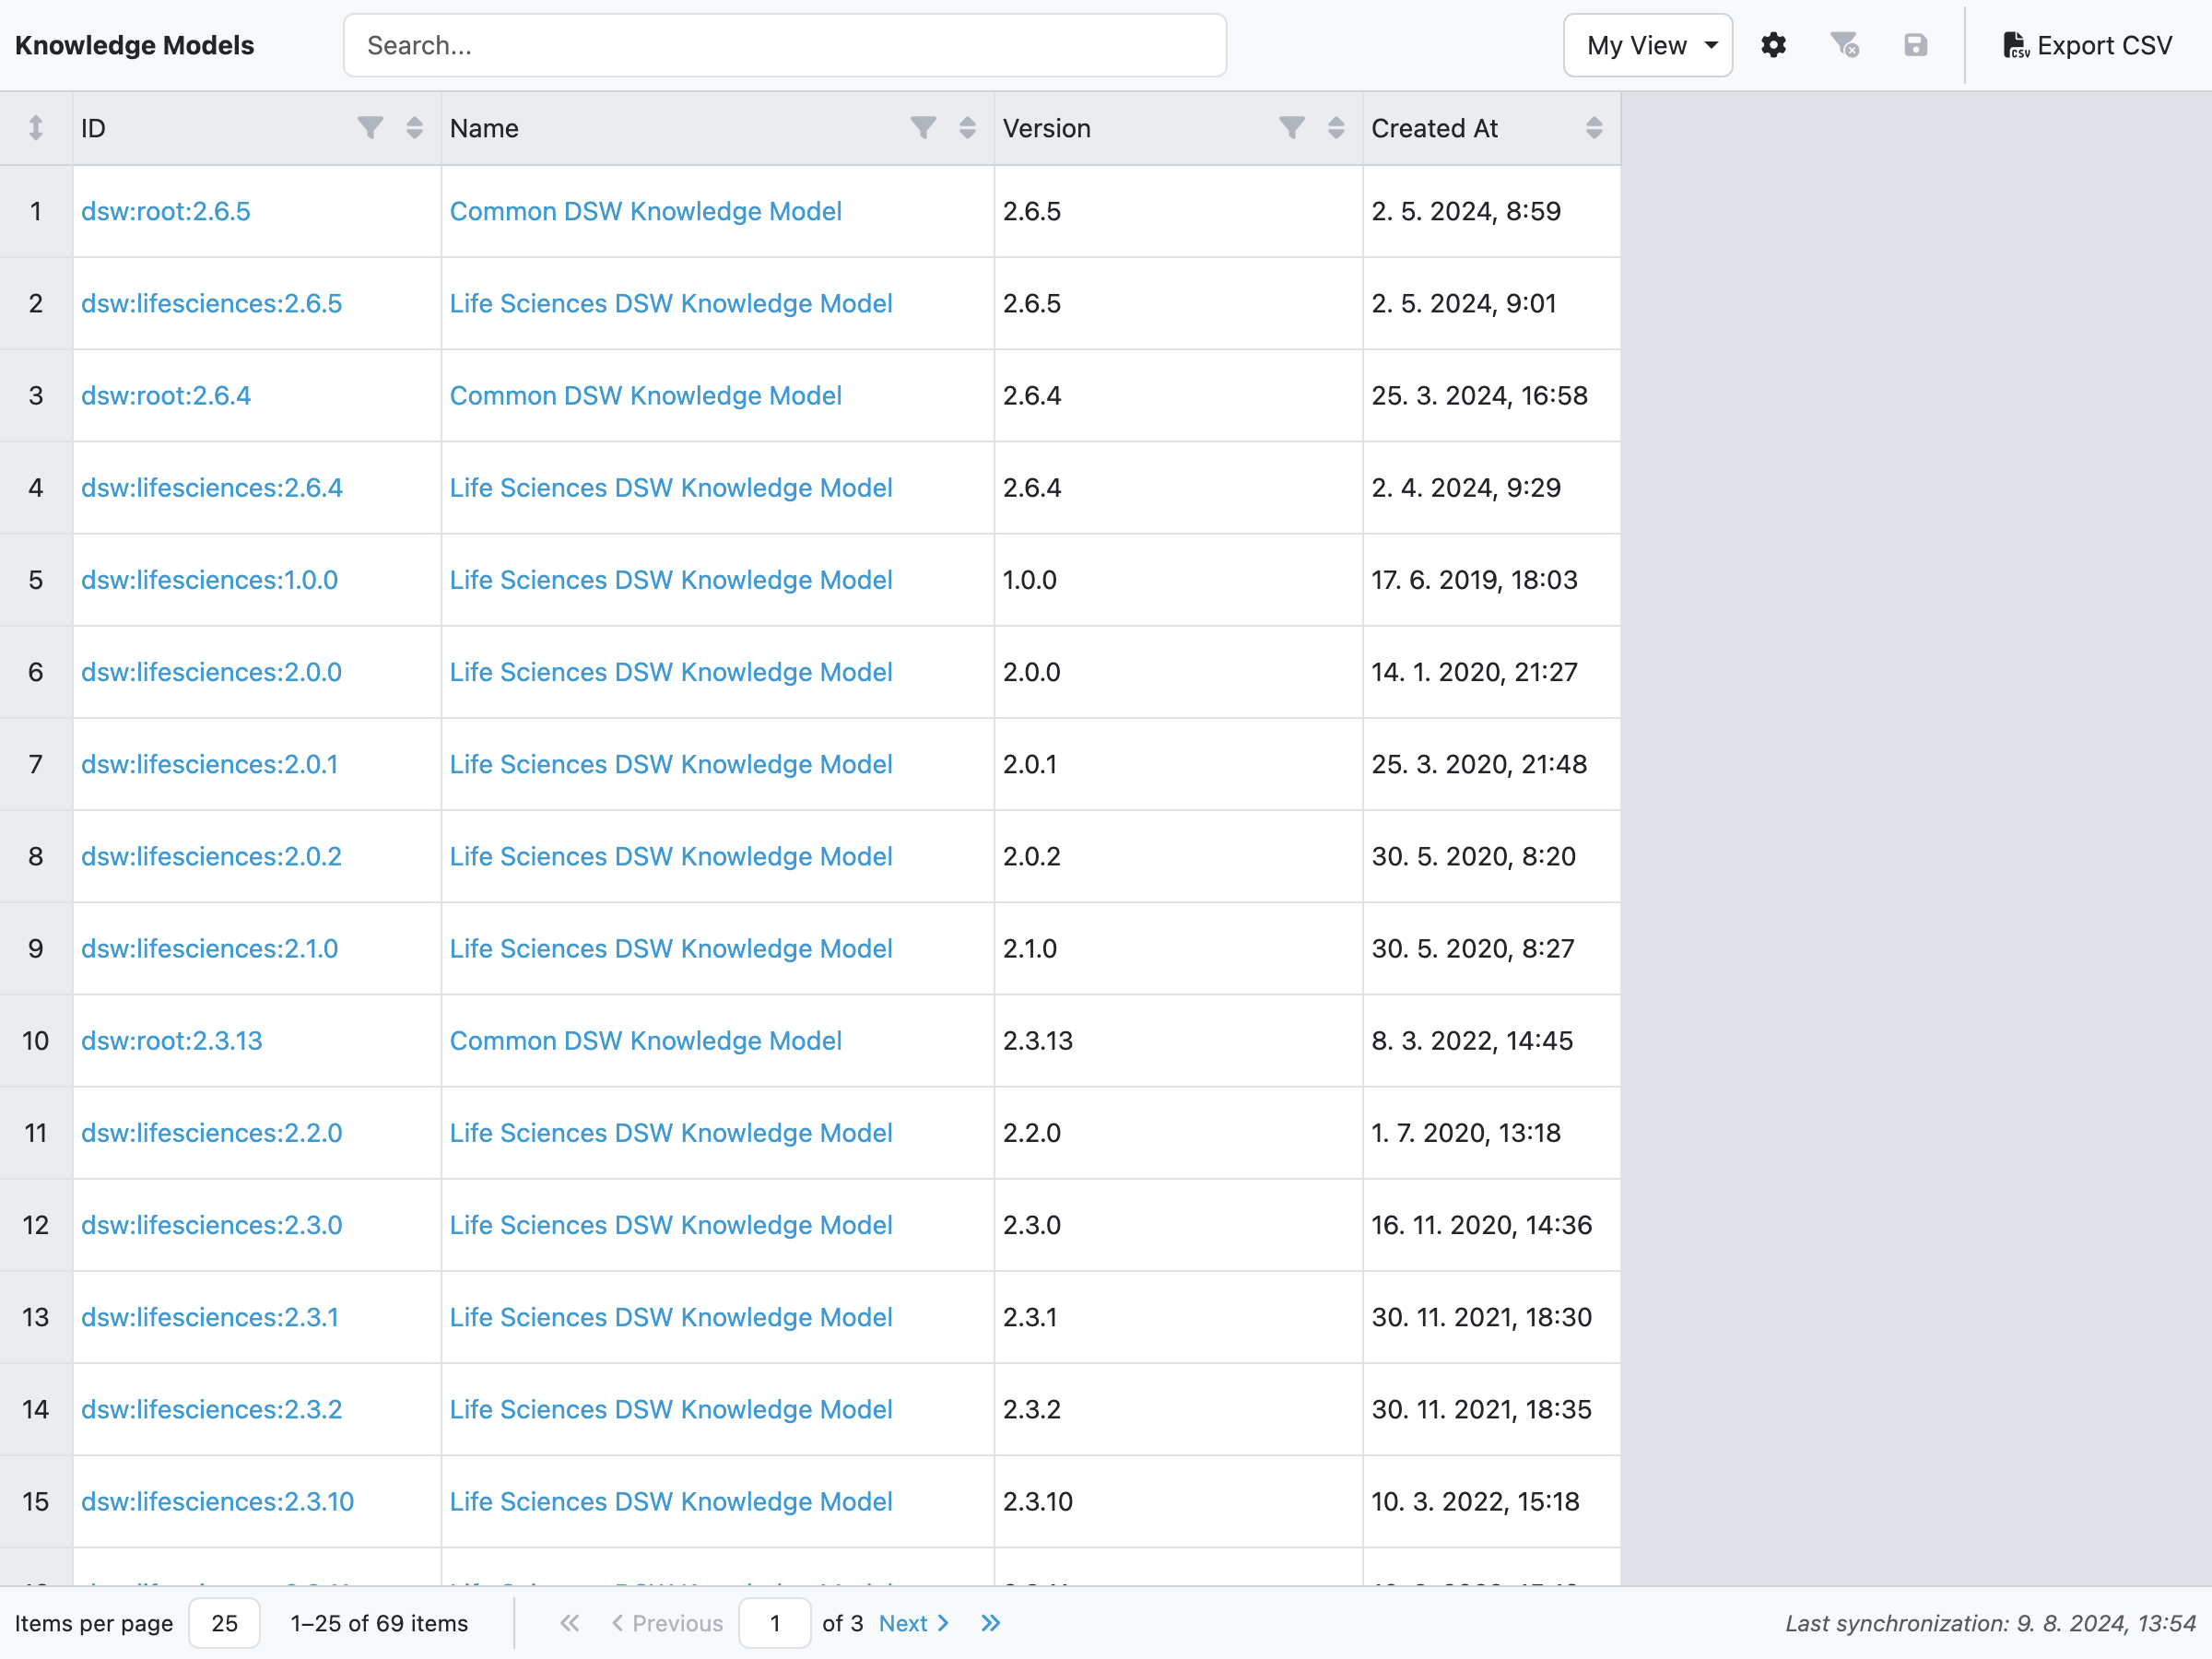 Knowledge Models Search... My View Export CSV
ID Name Version Created At
1 dsw:root:2.6.5 Common DSW Knowledge Model 2.6.5 2. 5. 2024, 8:59
2 dsw:lifesciences:2.6.5 Life Sciences DSW Knowledge Model 2.6.5 2. 5. 2024, 9:01
3 dsw:root:2.6.4 Common DSW Knowledge Model 2.6.4 25. 3. 2024, 16:58
4 dsw:lifesciences:2.6.4 Life Sciences DSW Knowledge Model 2.6.4 2. 4. 2024, 9:29
5 dsw:lifesciences:1.0.0 Life Sciences DSW Knowledge Model 1.0.0 17. 6. 2019, 18:03
6 dsw:lifesciences:2.0.0 Life Sciences DSW Knowledge Model 2.0.0 14. 1. 2020, 21:27
7 dsw:lifesciences:2.0.1 Life Sciences DSW Knowledge Model 2.0.1 25. 3. 2020, 21:48
8 dsw:lifesciences:2.0.2 Life Sciences DSW Knowledge Model 2.0.2 30. 5. 2020, 8:20
9 dsw:lifesciences:2.1.0 Life Sciences DSW Knowledge Model 2.1.0 30. 5. 2020, 8:27
10 dsw:root:2.3.13 Common DSW Knowledge Model 2.3.13 8. 3. 2022, 14:45
11 dsw:lifesciences:2.2.0 Life Sciences DSW Knowledge Model 2.2.0 1. 7. 2020, 13:18
12 dsw:lifesciences:2.3.0 Life Sciences DSW Knowledge Model 2.3.0 16. 11. 2020, 14:36
13 dsw:lifesciences:2.3.1 Life Sciences DSW Knowledge Model 2.3.1 30. 11. 2021, 18:30
14 dsw:lifesciences:2.3.2 Life Sciences DSW Knowledge Model 2.3.2 30. 11. 2021, 18:35
15 dsw:lifesciences:2.3.10 Life Sciences DSW Knowledge Model 2.3.10 10. 3. 2022, 15:18
Items per page 25 1–25 of 69 items Previous 1 of 3 Next Last synchronization: 9. 8. 2024, 13:54